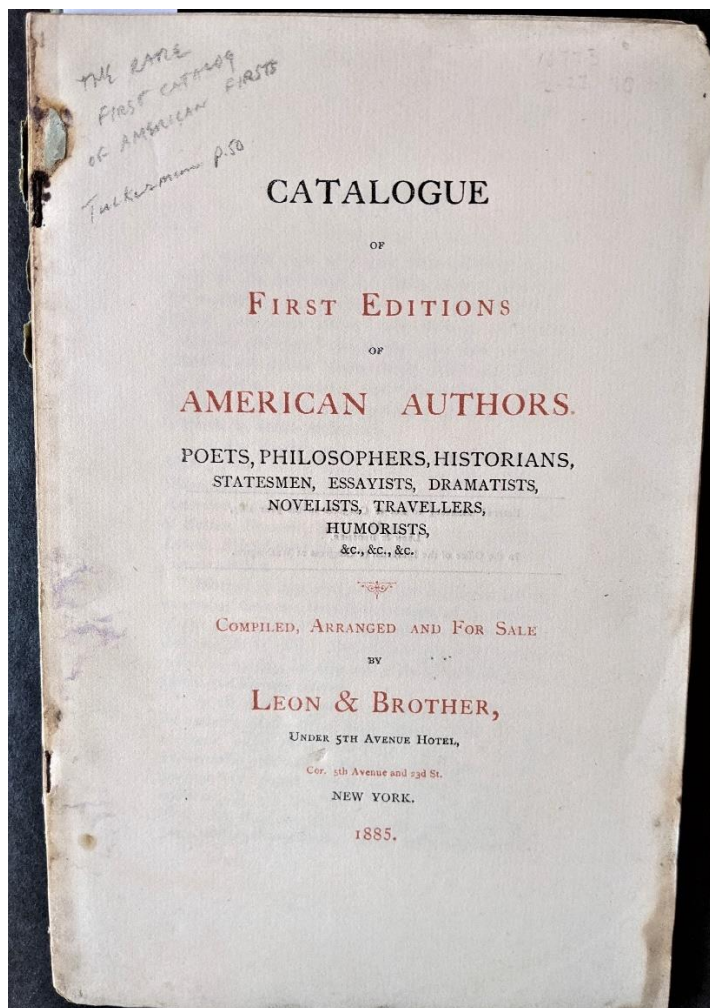 THE RARE
FIRST CATALOG
OF AMERICAN FIRSTS
Tuckerman p.50
CATALOGUE
OF
FIRST EDITIONS
OF
AMERICAN AUTHORS.
POETS, PHILOSOPHERS, HISTORIANS,
STATESMEN, ESSAYISTS, DRAMATISTS,
NOVELISTS, TRAVELLERS,
HUMORISTS,
&c., &c., &c.
COMPILED, ARRANGED AND FOR SALE
BY
LEON & BROTHER,
UNDER 5TH AVENUE HOTEL,
Cor. 5th Avenue and 23d St.
NEW YORK.
1885.